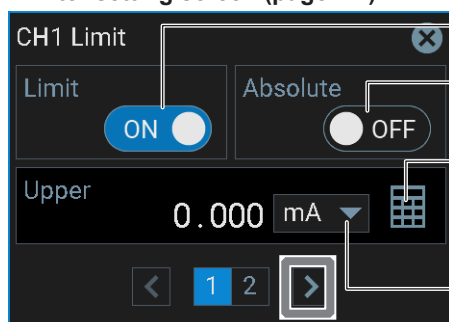 CH1 Limit
Limit
Absolute
ON
OFF
Upper
0.000 mA
1 2